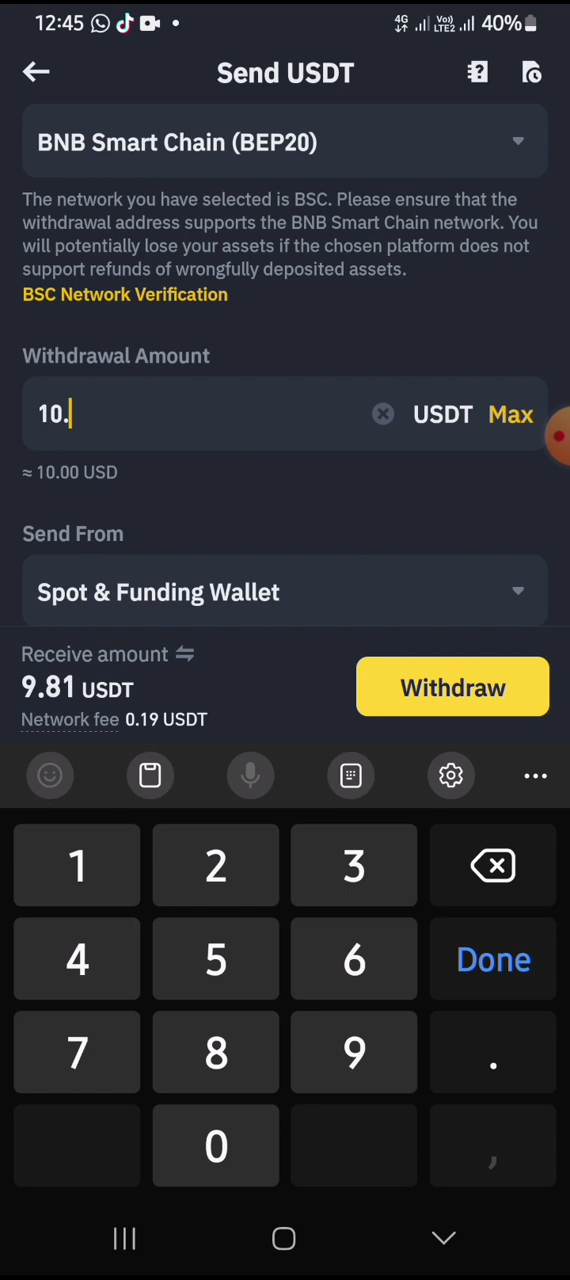 12:45 4G Vo)) LTE2 40%
Send USDT
BNB Smart Chain (BEP20)
The network you have selected is BSC. Please ensure that the
withdrawal address supports the BNB Smart Chain network. You
will potentially lose your assets if the chosen platform does not
support refunds of wrongfully deposited assets.
BSC Network Verification
Withdrawal Amount
10. USDT Max
≈ 10.00 USD
Send From
Spot & Funding Wallet
Receive amount
9.81 USDT
Withdraw
Network fee 0.19 USDT
1 2 3
4 5 6 Done
7 8 9 .
0 ,